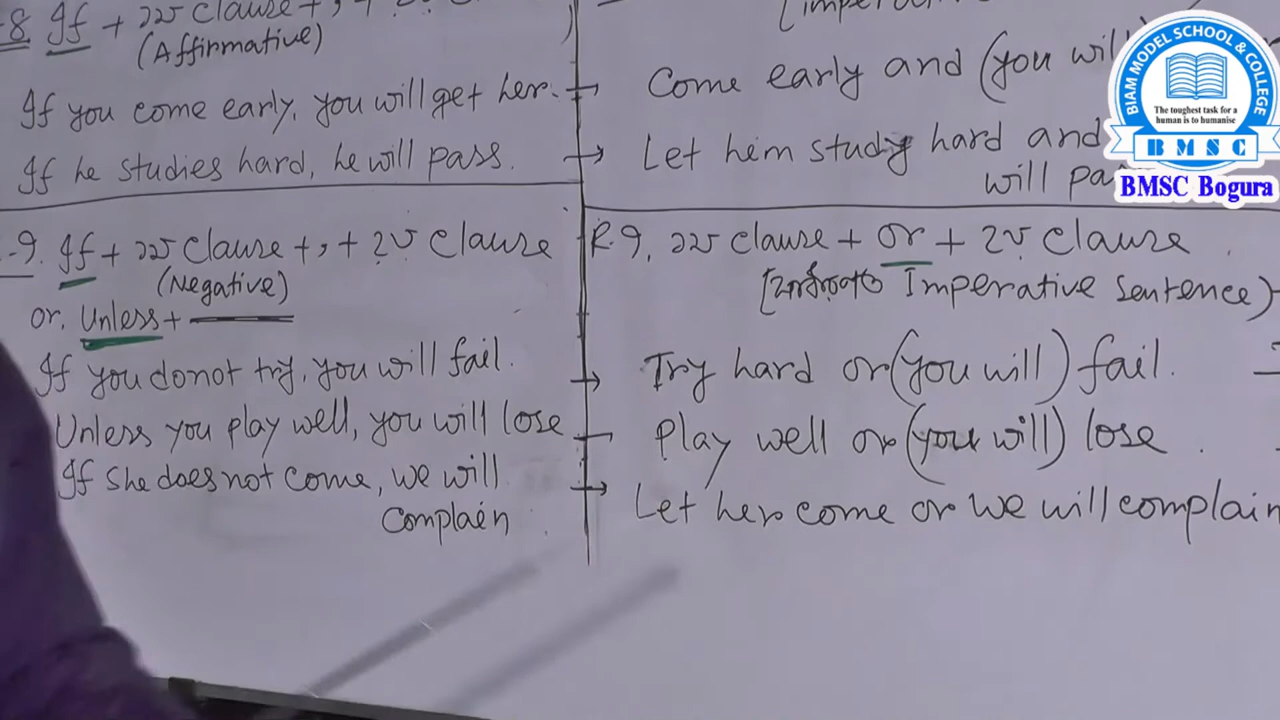 8. If + ১ম clause + , + ২য় clause
(Affirmative)
If you come early, you will get her.
If he studies hard, he will pass.
Come early and (you will
Let him study hard and
will pa
9. If + ১ম clause + , + ২য় clause
(Negative)
or, Unless +
If you do not try, you will fail.
Unless you play well, you will lose
If she does not come, we will
complain
R-9. ১ম clause + or + ২য় clause
Imperative sentence)
Try hard or (you will) fail.
Play well or (you will) lose
Let her come or we will complain
BIAM MODEL SCHOOL & COLLEGE
The toughest task for a
human is to humanise
BMSC
BMSC Bogura